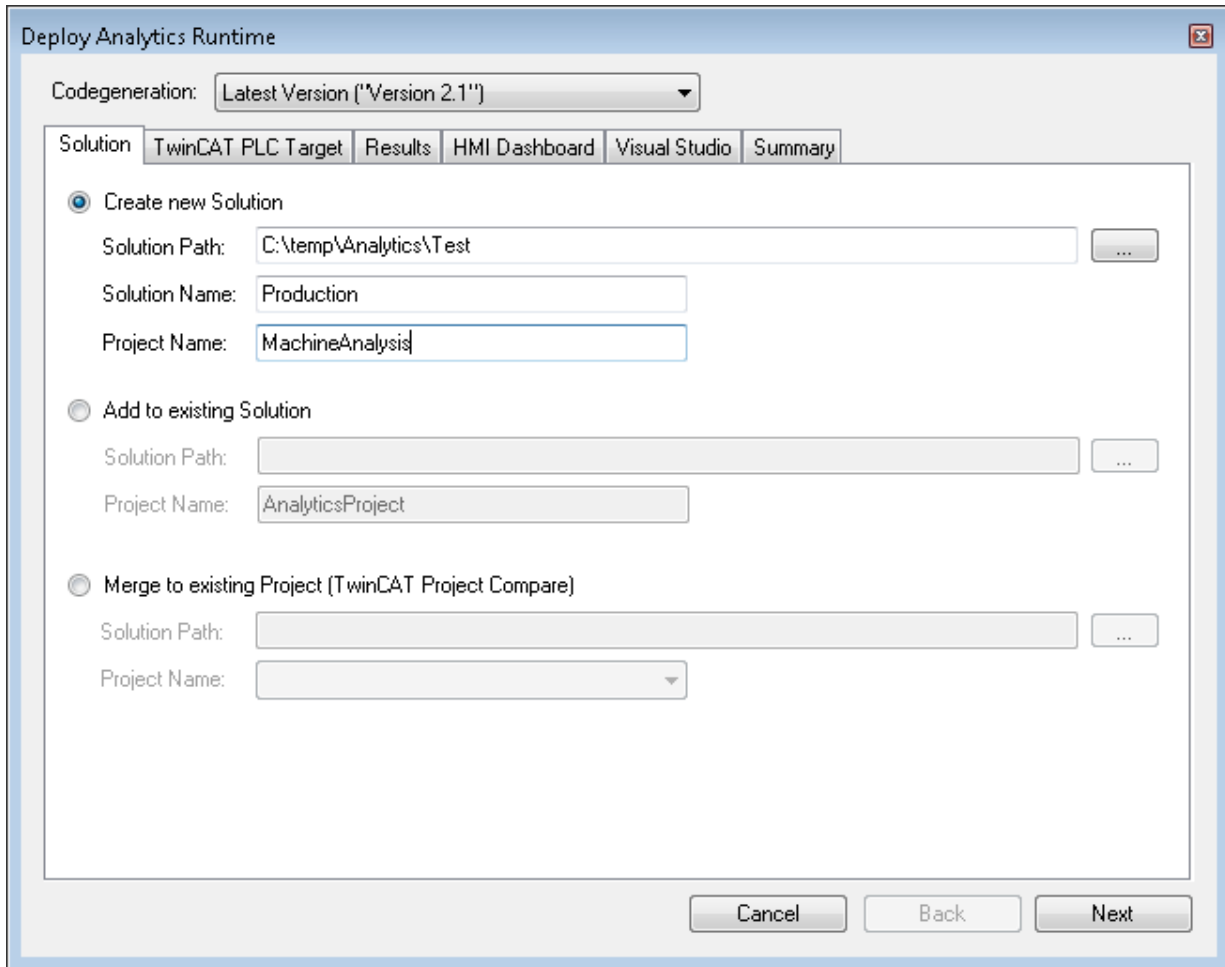 Deploy Analytics Runtime
Codegeneration: Latest Version ("Version 2.1")
Solution TwinCAT PLC Target Results HMI Dashboard Visual Studio Summary
Create new Solution
Solution Path: C:\temp\Analytics\Test ...
Solution Name: Production
Project Name: MachineAnalysis
Add to existing Solution
Solution Path: ...
Project Name: AnalyticsProject
Merge to existing Project (TwinCAT Project Compare)
Solution Path: ...
Project Name:
Cancel Back Next